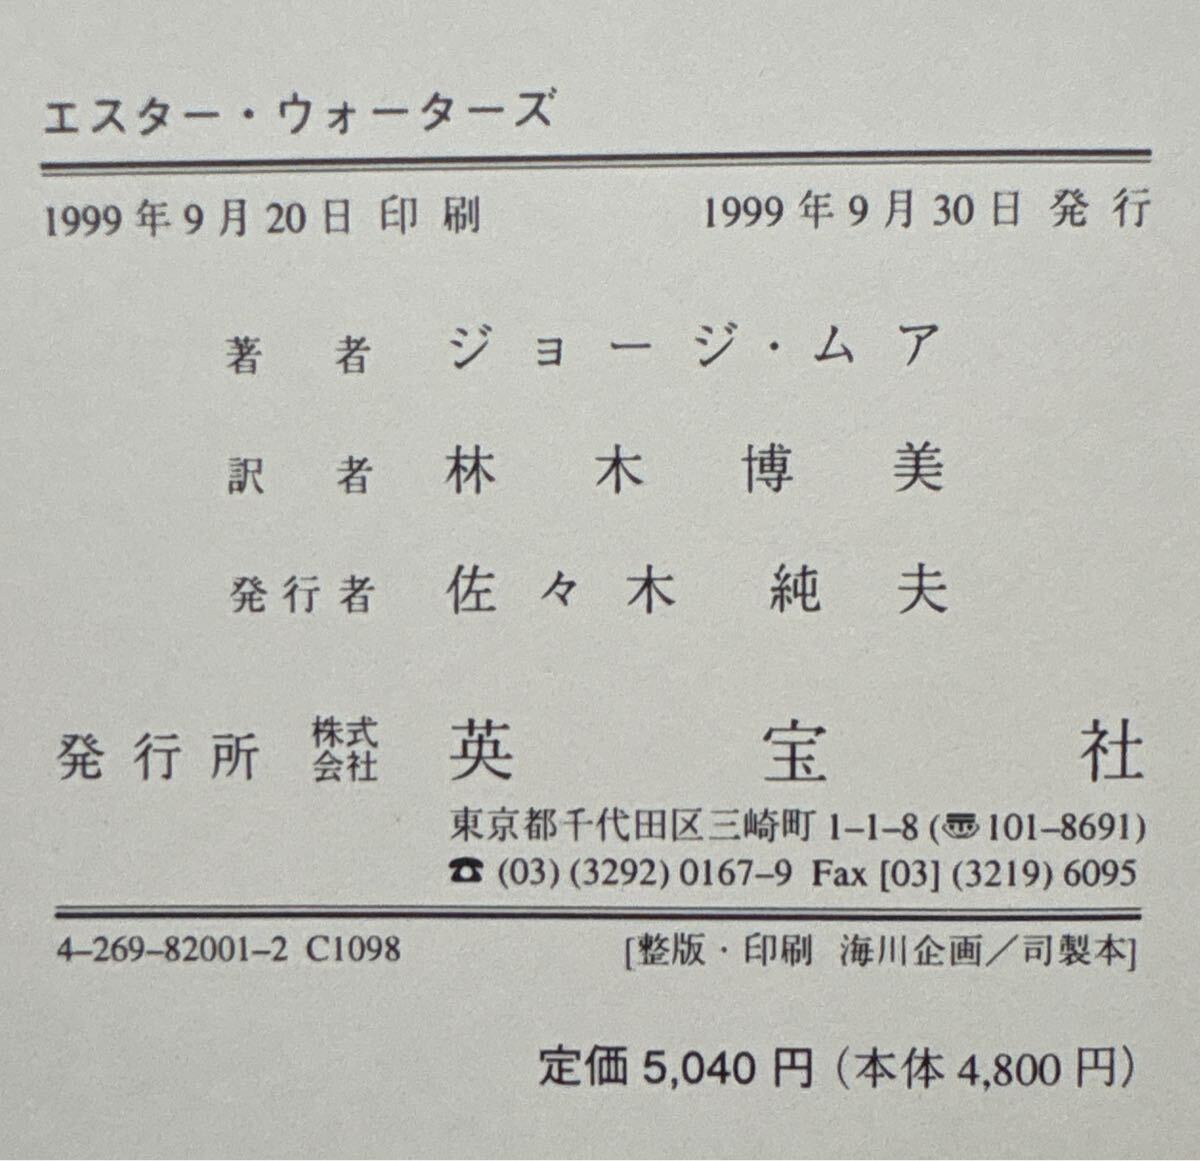 エスター・ウォーターズ
1999年9月20日 印刷 1999年9月30日 発行
著者 ジョージ・ムア
訳者 林木博美
発行者 佐々木純夫
発行所 株式会社 英宝社
東京都千代田区三崎町 1–1–8 (〠101–8691)
☎ (03) (3292) 0167–9 Fax [03] (3219) 6095
4–269–82001–2 C1098 [整版・印刷 海川企画／司製本]
定価 5,040 円（本体 4,800 円）